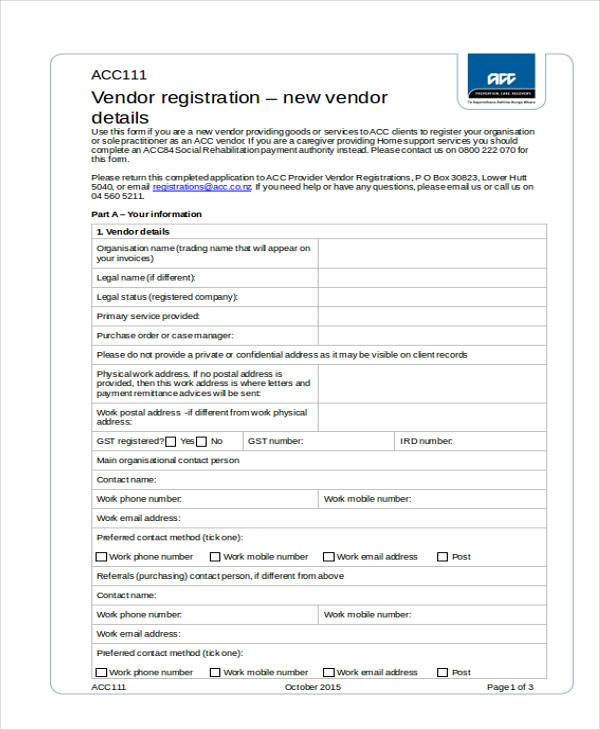 ACC111
Vendor registration – new vendor
details
Use this form if you are a new vendor providing goods or services to ACC clients to register your organisation
or sole practitioner as an ACC vendor. If you are a caregiver providing Home support services you should
complete an ACC84 Social Rehabilitation payment authority instead. Please contact us on 0800 222 070 for
this form.
Please return this completed application to ACC Provider Vendor Registrations, P O Box 30823, Lower Hutt
5040, or email registrations@acc.co.nz. If you need help or have any questions, please email us or call us on
04 560 5211.
Part A – Your information
1. Vendor details
Organisation name (trading name that will appear on
your invoices)
Legal name (if different):
Legal status (registered company):
Primary service provided:
Purchase order or case manager:
Please do not provide a private or confidential address as it may be visible on client records
Physical work address. If no postal address is
provided, then this work address is where letters and
payment remittance advices will be sent:
Work postal address -if different from work physical
address:
GST registered? Yes No GST number: IRD number:
Main organisational contact person
Contact name:
Work phone number: Work mobile number:
Work email address:
Preferred contact method (tick one):
Work phone number Work mobile number Work email address Post
Referrals (purchasing) contact person, if different from above
Contact name:
Work phone number: Work mobile number:
Work email address:
Preferred contact method (tick one):
Work phone number Work mobile number Work email address Post
ACC111 October 2015 Page 1 of 3
ACC
PREVENTION. CARE. RECOVERY.
Te Kaporeihana Awhina Hunga Whara